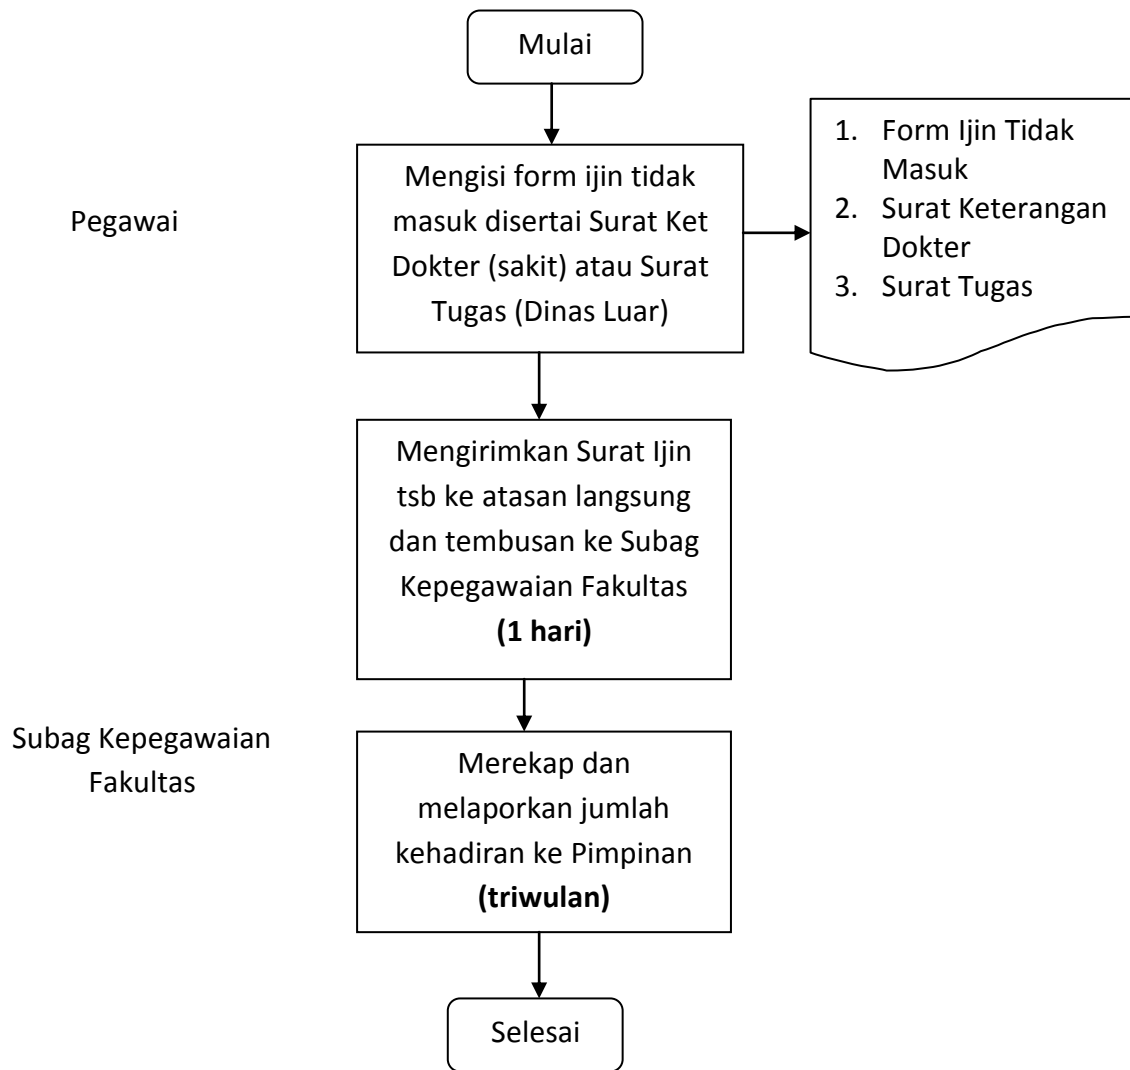 Mulai
Pegawai
Mengisi form ijin tidak
masuk disertai Surat Ket
Dokter (sakit) atau Surat
Tugas (Dinas Luar)
1. Form Ijin Tidak
Masuk
2. Surat Keterangan
Dokter
3. Surat Tugas
Mengirimkan Surat Ijin
tsb ke atasan langsung
dan tembusan ke Subag
Kepegawaian Fakultas
(1 hari)
Subag Kepegawaian
Fakultas
Merekap dan
melaporkan jumlah
kehadiran ke Pimpinan
(triwulan)
Selesai